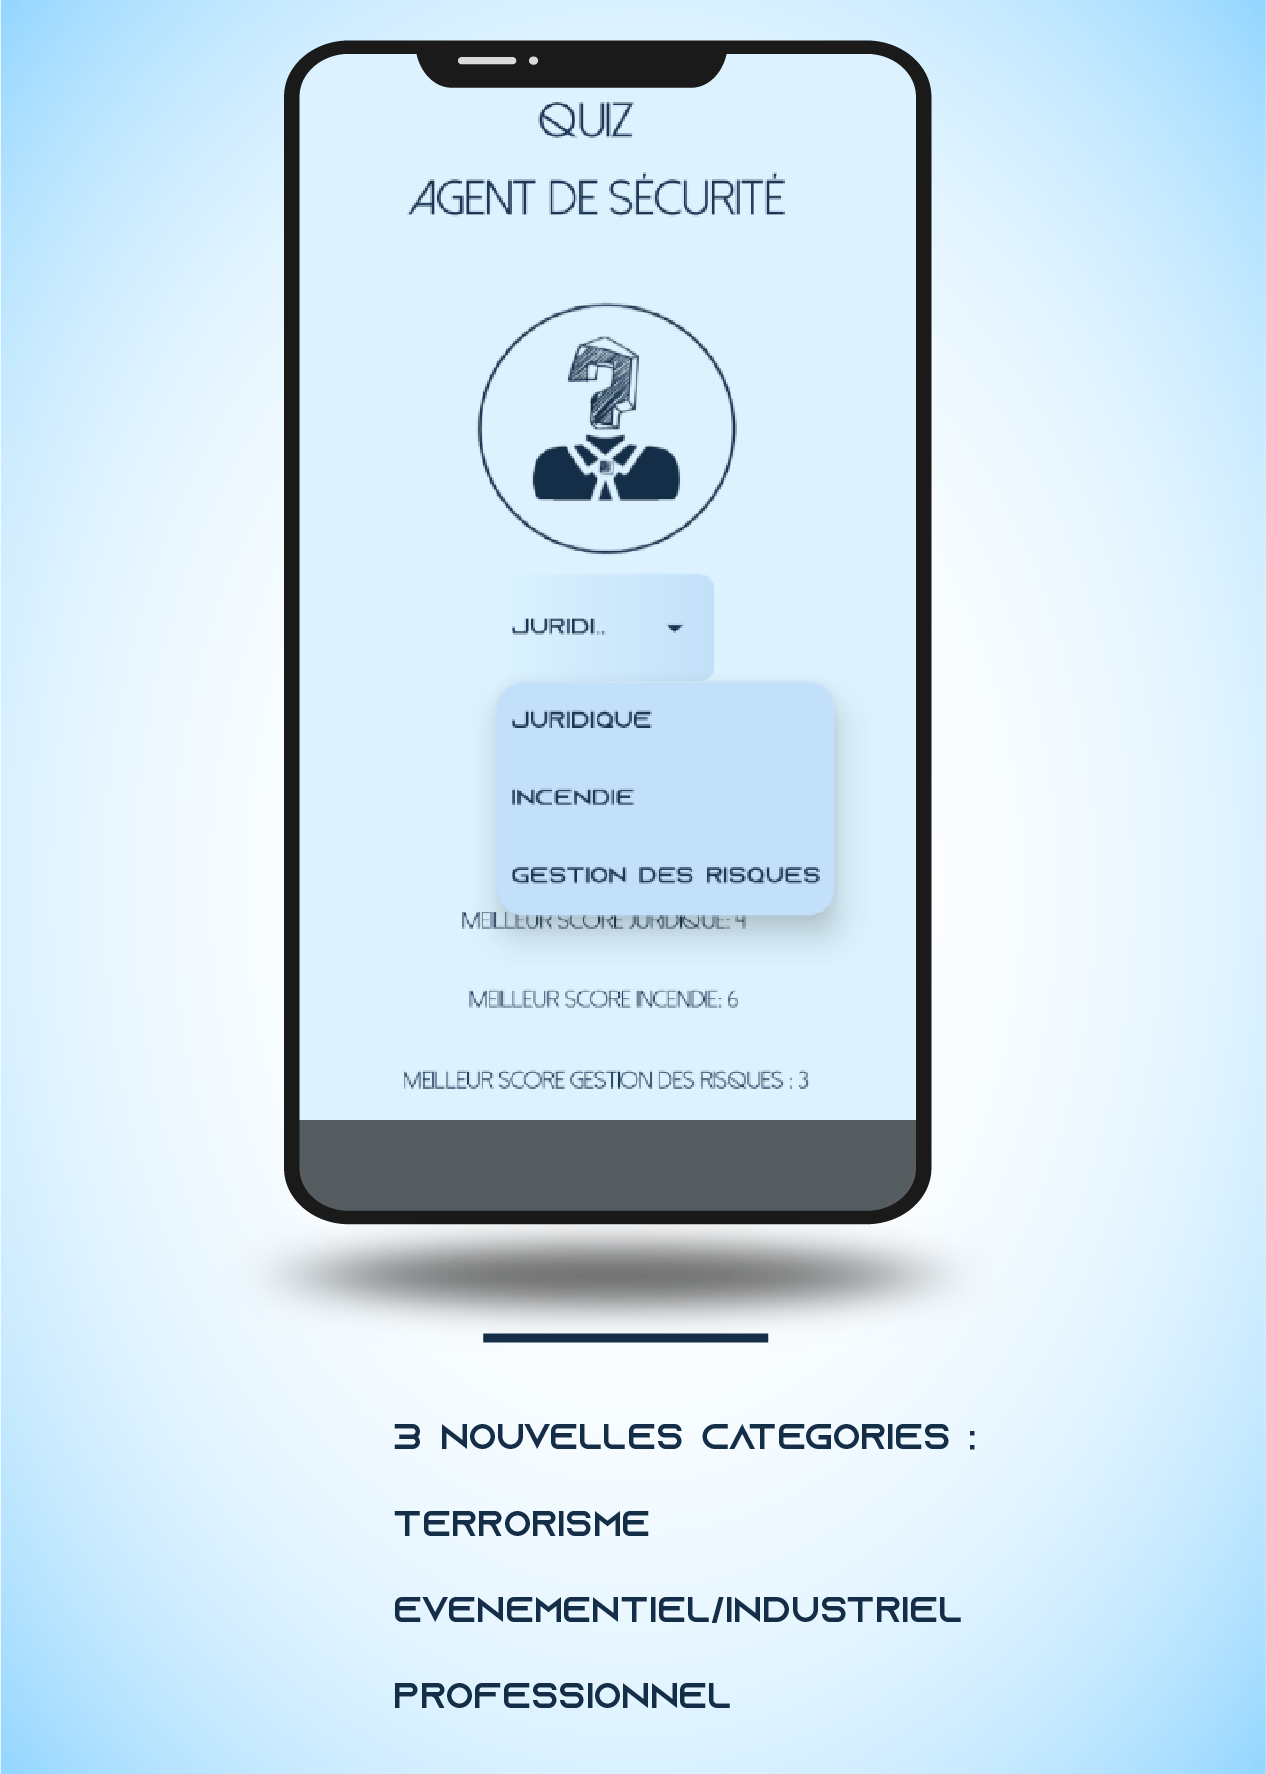 QUIZ
AGENT DE SÉCURITÉ
JURIDI..
JURIDIQUE
INCENDIE
GESTION DES RISQUES
MEILLEUR SCORE JURIDIQUE: 4
MEILLEUR SCORE INCENDIE: 6
MEILLEUR SCORE GESTION DES RISQUES : 3
3 NOUVELLES CATEGORIES :
TERRORISME
EVENEMENTIEL/INDUSTRIEL
PROFESSIONNEL